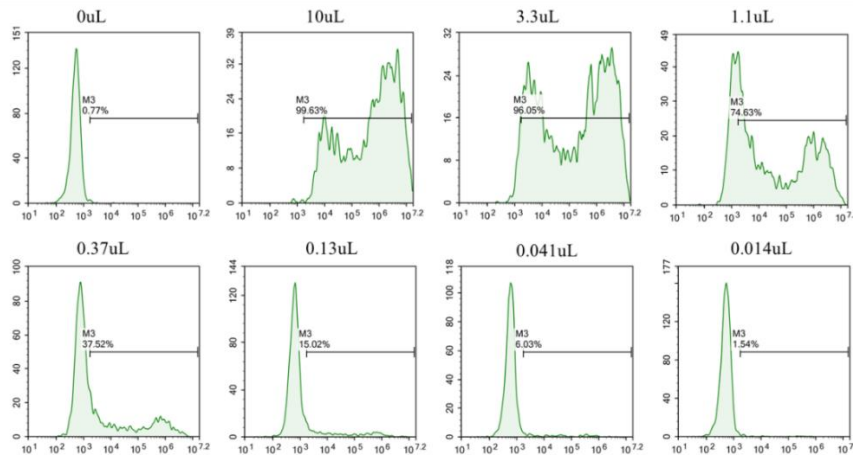 0uL
151
120
80
40
0
M3
0.77%
10¹ 10² 10³ 10⁴ 10⁵ 10⁶ 10⁷·²
10uL
39
32
24
16
8
0
M3
99.63%
10¹ 10² 10³ 10⁴ 10⁵ 10⁶ 10⁷·²
3.3uL
32
24
16
8
0
M3
96.05%
10¹ 10² 10³ 10⁴ 10⁵ 10⁶ 10⁷·²
1.1uL
49
40
30
20
10
0
M3
74.63%
10¹ 10² 10³ 10⁴ 10⁵ 10⁶ 10⁷·²
0.37uL
100
80
60
40
20
0
M3
37.52%
10¹ 10² 10³ 10⁴ 10⁵ 10⁶ 10⁷·²
0.13uL
144
120
80
40
0
M3
15.02%
10¹ 10² 10³ 10⁴ 10⁵ 10⁶ 10⁷·²
0.041uL
118
100
80
60
40
20
0
M3
6.03%
10¹ 10² 10³ 10⁴ 10⁵ 10⁶ 10⁷·²
0.014uL
177
120
80
40
0
M3
1.54%
10¹ 10² 10³ 10⁴ 10⁵ 10⁶ 10⁷·²